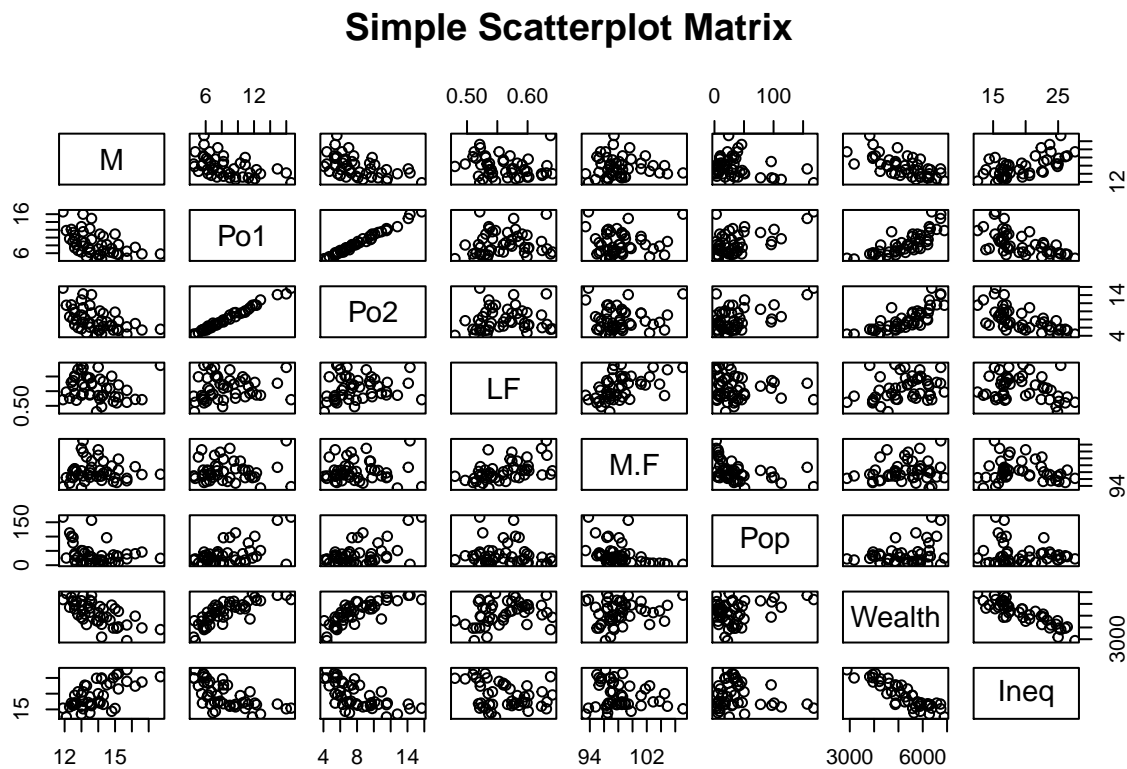 Simple Scatterplot Matrix
6 12 0.50 0.60 0 100 15 25
M 12
16
6 Po1
Po2 14
4
0.50 LF
M.F 94
150
0 Pop
Wealth 3000
15 Ineq
12 15 4 8 14 94 102 3000 6000